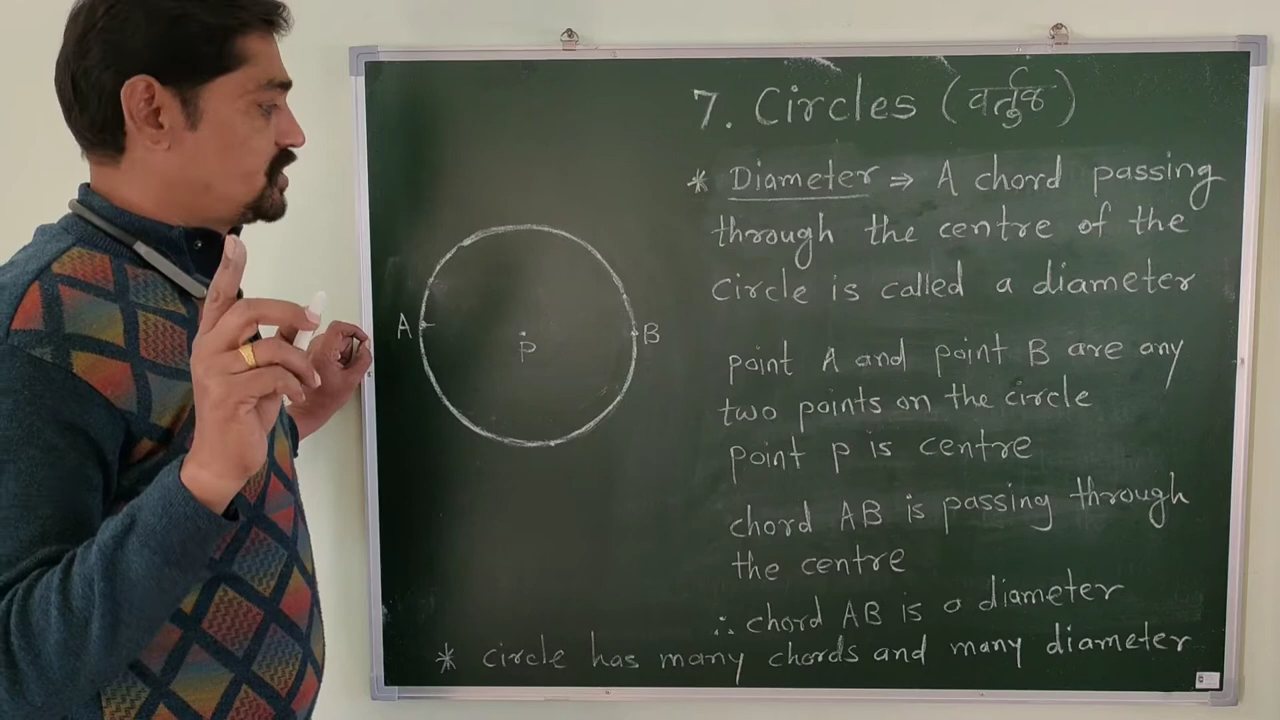 7. Circles (वर्तुळ)
* Diameter ⇒ A chord passing
through the centre of the
circle is called a diameter
A
P
B
point A and point B are any
two points on the circle
point p is centre
chord AB is passing through
the centre
∴ chord AB is a diameter
* circle has many chords and many diameter